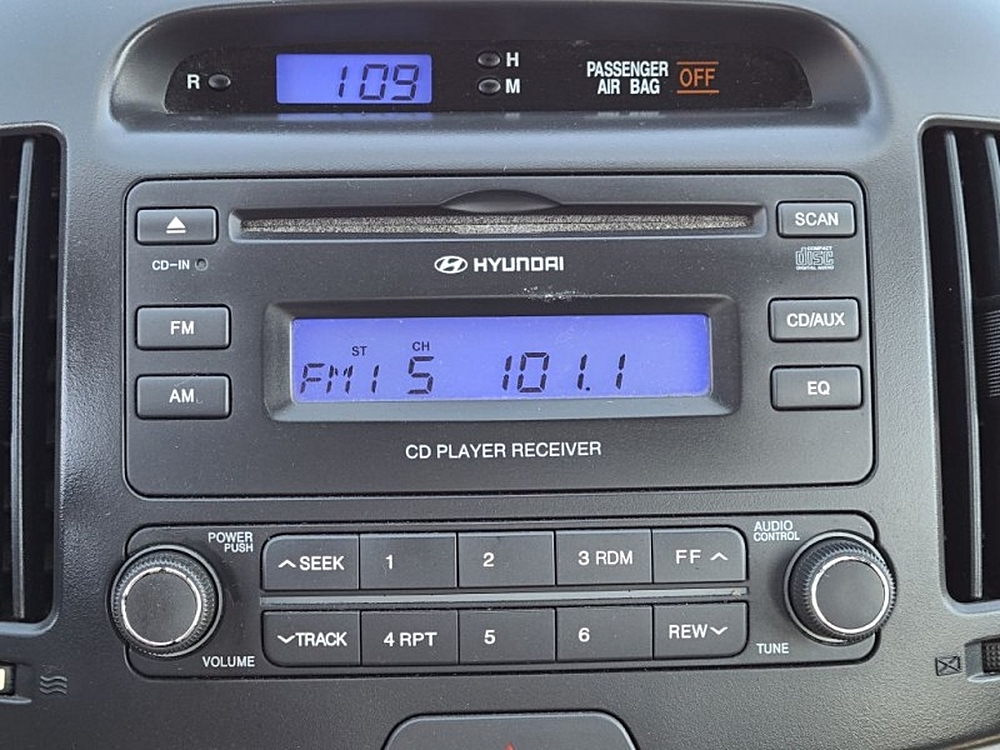 R 109 H
M
PASSENGER
AIR BAG OFF
SCAN
CD-IN
HYUNDAI
COMPACT
disc
DIGITAL AUDIO
FM
CD/AUX
ST CH
FM1 5 101.1
AM
EQ
CD PLAYER RECEIVER
POWER
PUSH
AUDIO
CONTROL
SEEK 1 2 3 RDM FF
TRACK 4 RPT 5 6 REW
VOLUME
TUNE